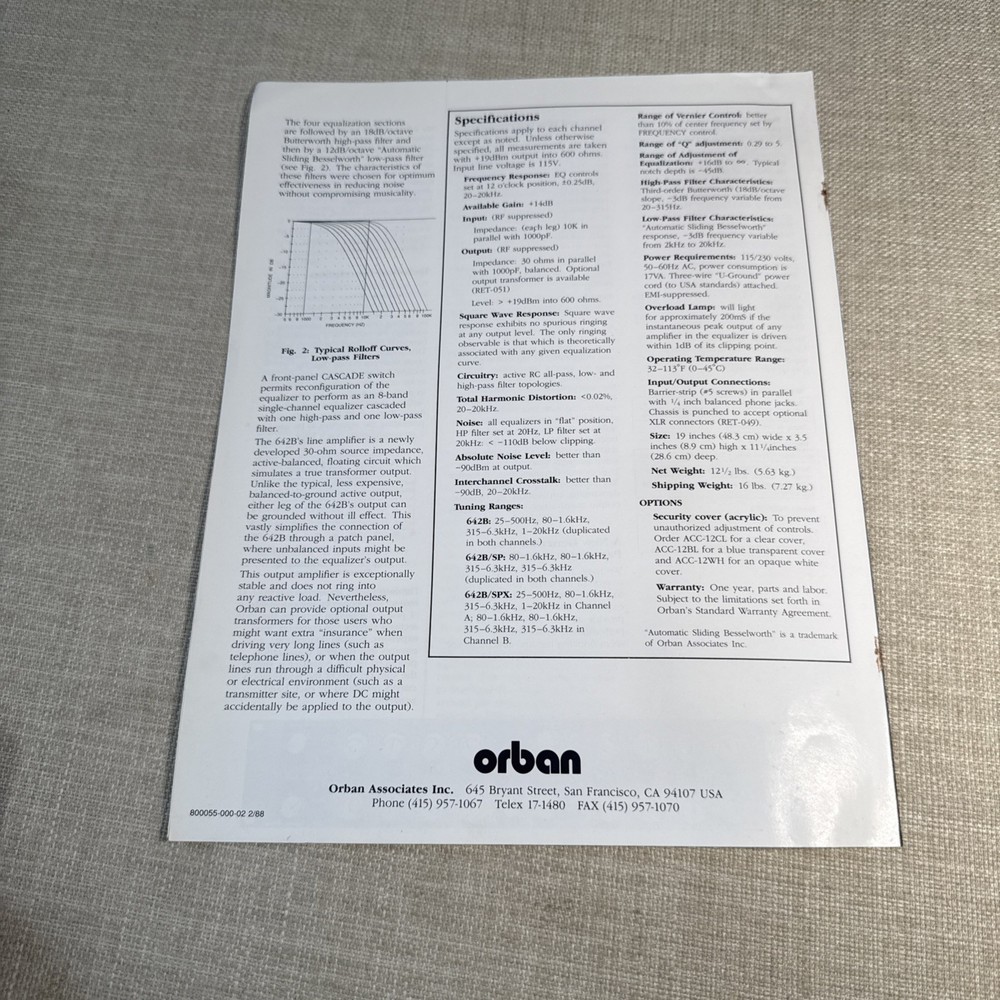 The four equalization sections
are followed by an 18dB/octave
Butterworth high-pass filter and
then by a 12dB/octave "Automatic
Sliding Besselworth" low-pass filter
(see Fig. 2). The characteristics of
these filters were chosen for optimum
effectiveness in reducing noise
without compromising musicality.
FREQUENCY (HZ)
Fig. 2: Typical Rolloff Curves,
Low-pass Filters
A front-panel CASCADE switch
permits reconfiguration of the
equalizer to perform as an 8-band
single-channel equalizer cascaded
with one high-pass and one low-pass
filter.
The 642B's line amplifier is a newly
developed 30-ohm source impedance,
active-balanced, floating circuit which
simulates a true transformer output.
Unlike the typical, less expensive,
balanced-to-ground active output,
either leg of the 642B's output can
be grounded without ill effect. This
vastly simplifies the connection of
the 642B through a patch panel,
where unbalanced inputs might be
presented to the equalizer's output.
This output amplifier is exceptionally
stable and does not ring into
any reactive load. Nevertheless,
Orban can provide optional output
transformers for those users who
might want extra "insurance" when
driving very long lines (such as
telephone lines), or when the output
lines run through a difficult physical
or electrical environment (such as a
transmitter site, or where DC might
accidentally be applied to the output).
Specifications
Specifications apply to each channel
except as noted. Unless otherwise
specified, all measurements are taken
with +19dBm output into 600 ohms.
Input line voltage is 115V.
Frequency Response: EQ controls
set at 12 o'clock position, ±0.25dB,
20–20kHz.
Available Gain: +14dB
Input: (RF suppressed)
Impedance: (each leg) 10K in
parallel with 1000pF.
Output: (RF suppressed)
Impedance: 30 ohms in parallel
with 1000pF, balanced. Optional
output transformer is available
(RET-051)
Level: > +19dBm into 600 ohms.
Square Wave Response: Square wave
response exhibits no spurious ringing
at any output level. The only ringing
observable is that which is theoretically
associated with any given equalization
curve.
Circuitry: active RC all-pass, low- and
high-pass filter topologies.
Total Harmonic Distortion: <0.02%,
20–20kHz.
Noise: all equalizers in "flat" position,
HP filter set at 20Hz, LP filter set at
20kHz: < −110dB below clipping.
Absolute Noise Level: better than
−90dBm at output.
Interchannel Crosstalk: better than
−90dB, 20–20kHz.
Tuning Ranges:
642B: 25–500Hz, 80–1.6kHz,
315–6.3kHz, 1–20kHz (duplicated
in both channels.)
642B/SP: 80–1.6kHz, 80–1.6kHz,
315–6.3kHz, 315–6.3kHz
(duplicated in both channels.)
642B/SPX: 25–500Hz, 80–1.6kHz,
315–6.3kHz, 1–20kHz in Channel
A; 80–1.6kHz, 80–1.6kHz,
315–6.3kHz, 315–6.3kHz in
Channel B.
Range of Vernier Control: better
than 10% of center frequency set by
FREQUENCY control.
Range of "Q" adjustment: 0.29 to 5.
Range of Adjustment of
Equalization: +16dB to −∞. Typical
notch depth is −45dB.
High-Pass Filter Characteristics:
Third-order Butterworth (18dB/octave
slope, −3dB frequency variable from
20–315Hz.
Low-Pass Filter Characteristics:
"Automatic Sliding Besselworth"
response, −3dB frequency variable
from 2kHz to 20kHz.
Power Requirements: 115/230 volts,
50–60Hz AC, power consumption is
17VA. Three-wire "U-Ground" power
cord (to USA standards) attached.
EMI-suppressed.
Overload Lamp: will light
for approximately 200mS if the
instantaneous peak output of any
amplifier in the equalizer is driven
within 1dB of its clipping point.
Operating Temperature Range:
32–113°F (0–45°C)
Input/Output Connections:
Barrier-strip (#5 screws) in parallel
with 1/4 inch balanced phone jacks.
Chassis is punched to accept optional
XLR connectors (RET-049).
Size: 19 inches (48.3 cm) wide x 3.5
inches (8.9 cm) high x 11 1/4inches
(28.6 cm) deep.
Net Weight: 12 1/2 lbs. (5.63 kg.)
Shipping Weight: 16 lbs. (7.27 kg.)
OPTIONS
Security cover (acrylic): To prevent
unauthorized adjustment of controls.
Order ACC-12CL for a clear cover,
ACC-12BL for a blue transparent cover
and ACC-12WH for an opaque white
cover.
Warranty: One year, parts and labor.
Subject to the limitations set forth in
Orban's Standard Warranty Agreement.
"Automatic Sliding Besselworth" is a trademark
of Orban Associates Inc.
orban
Orban Associates Inc. 645 Bryant Street, San Francisco, CA 94107 USA
Phone (415) 957-1067 Telex 17-1480 FAX (415) 957-1070
800055-000-02 2/88